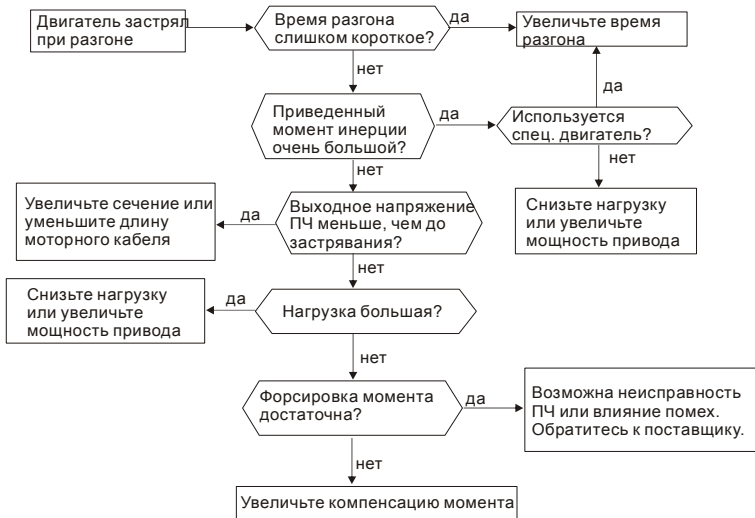 Двигатель застрял
при разгоне
Время разгона
слишком короткое?
да
Увеличьте время
разгона
нет
да
Приведенный
момент инерции
очень большой?
да
Используется
спец. двигатель?
нет
нет
Увеличьте сечение или
уменьшите длину
моторного кабеля
да
Выходное напряжение
ПЧ меньше, чем до
застрявания?
Снизьте нагрузку
или увеличьте
мощность привода
нет
Снизьте нагрузку
или увеличьте
мощность привода
да
Нагрузка большая?
нет
Форсировка момента
достаточна?
да
Возможна неисправность
ПЧ или влияние помех.
Обратитесь к поставщику.
нет
Увеличьте компенсацию момента